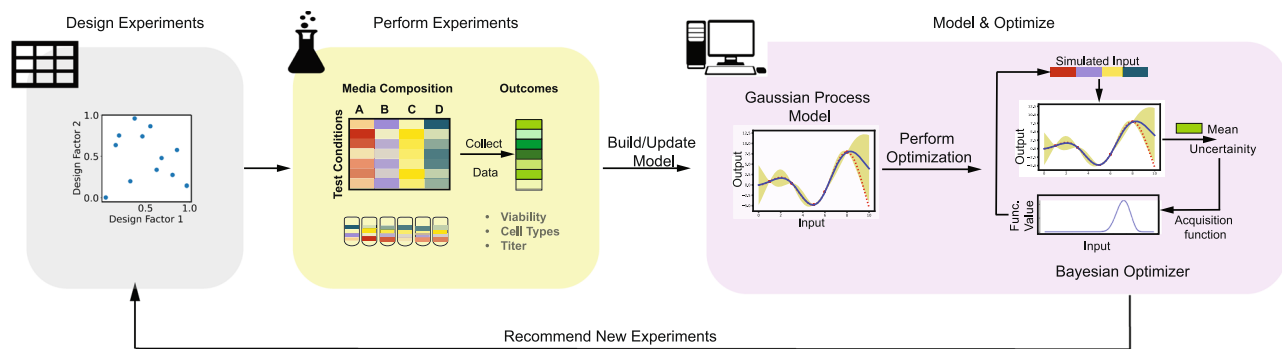 Design Experiments
Perform Experiments
Model & Optimize
Design Factor 2
1.0
0.5
0.0
0.5
1.0
Design Factor 1
Media Composition
Outcomes
A B C D
Test Conditions
Collect
Data
• Viability
• Cell Types
• Titer
Build/Update
Model
Gaussian Process
Model
Output
Input
Perform
Optimization
Simulated Input
Output
Mean
Uncertainity
Func.
Value
Input
Acquisition
function
Bayesian Optimizer
Recommend New Experiments